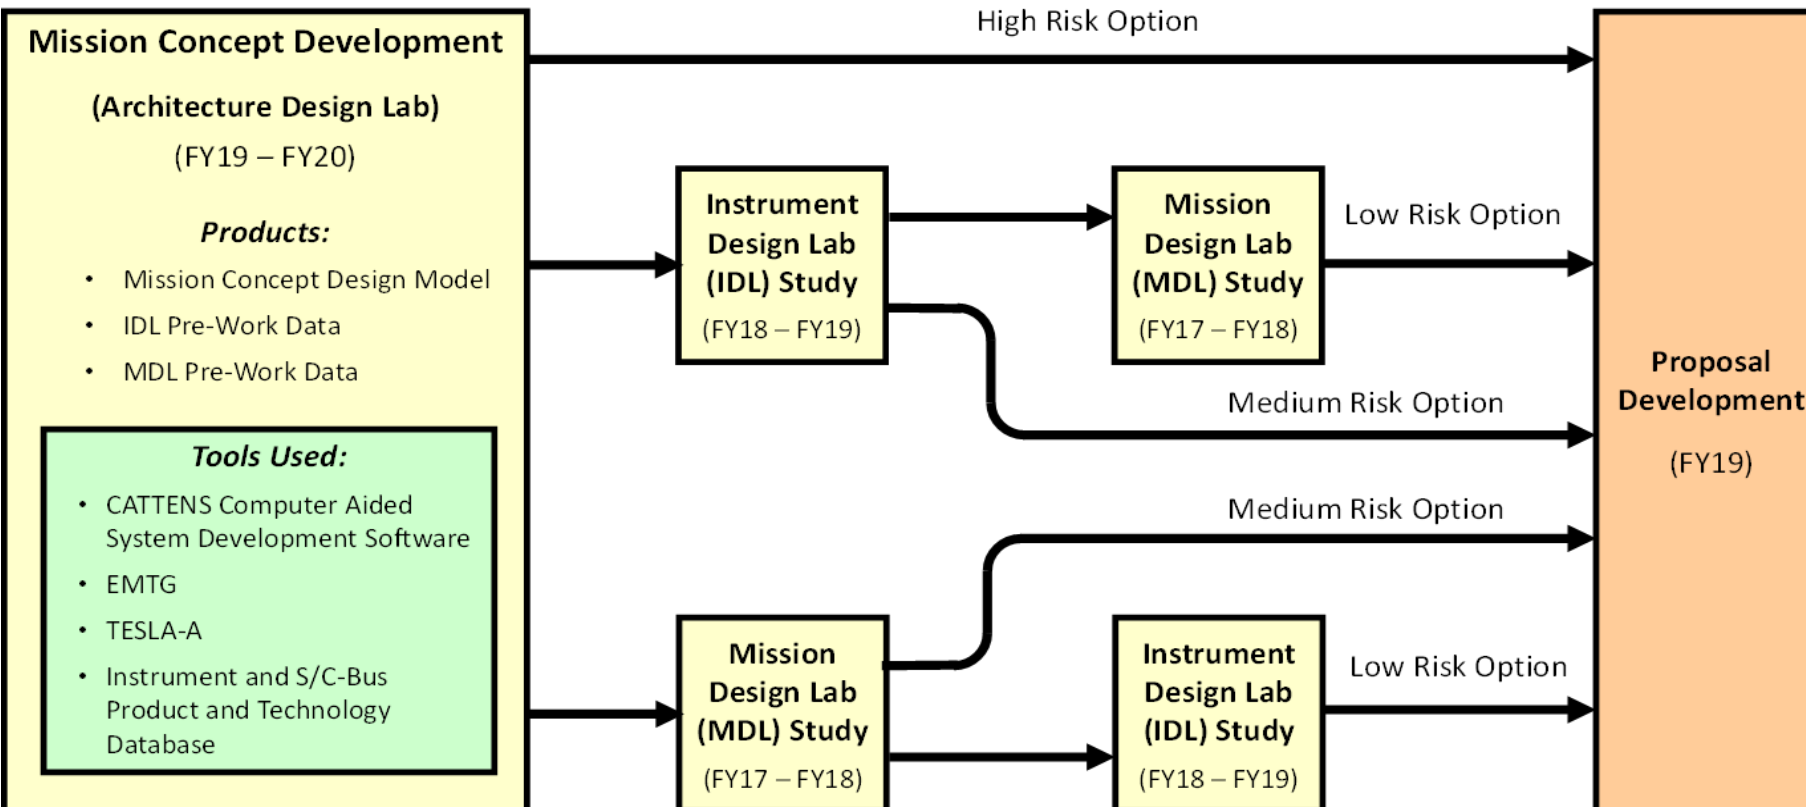 Mission Concept Development
(Architecture Design Lab)
(FY19 – FY20)
Products:
• Mission Concept Design Model
• IDL Pre-Work Data
• MDL Pre-Work Data
Tools Used:
• CATTENS Computer Aided
System Development Software
• EMTG
• TESLA-A
• Instrument and S/C-Bus
Product and Technology
Database
High Risk Option
Instrument
Design Lab
(IDL) Study
(FY18 – FY19)
Mission
Design Lab
(MDL) Study
(FY17 – FY18)
Low Risk Option
Medium Risk Option
Medium Risk Option
Mission
Design Lab
(MDL) Study
(FY17 – FY18)
Instrument
Design Lab
(IDL) Study
(FY18 – FY19)
Low Risk Option
Proposal
Development
(FY19)